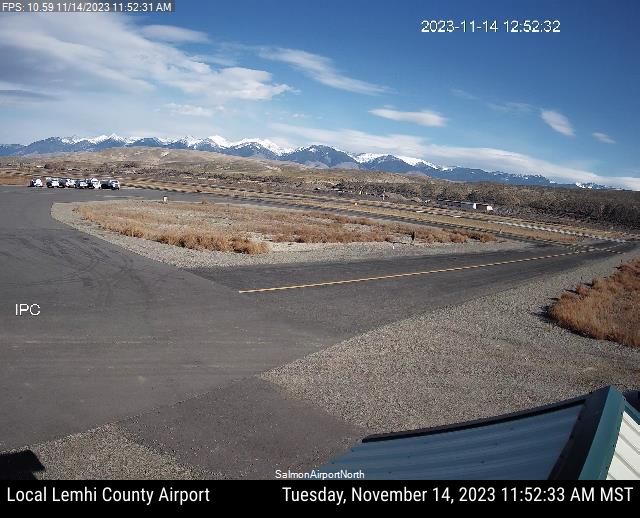 FPS: 10.59 11/14/2023 11:52:31 AM
2023-11-14 12:52:32
IPC
SalmonAirportNorth
Local Lemhi County Airport Tuesday, November 14, 2023 11:52:33 AM MST